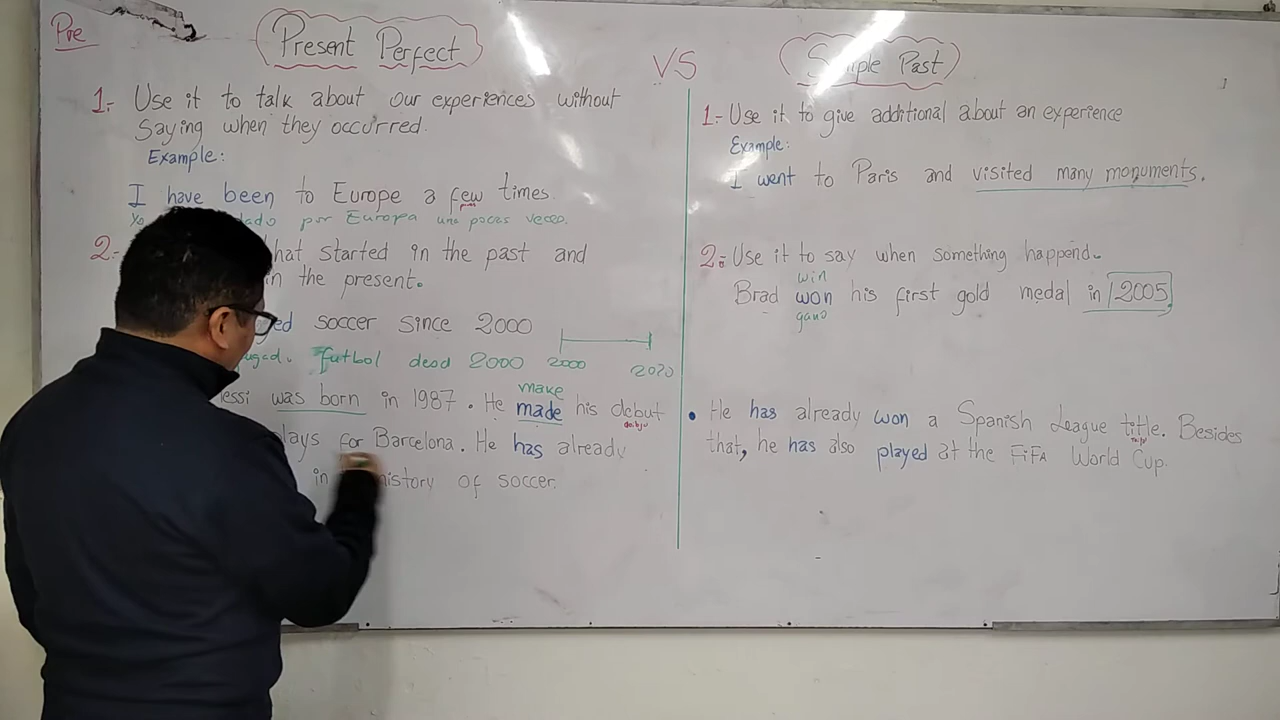 Pre
Present Perfect
VS
Past
1.- Use it to talk about our experiences without
saying when they occurred.
Example:
I have been to Europe a few times.
Yo por Europa una pocas veces.
2.- hat started in the past and
in the present.
ed soccer since 2000
futbol desd 2000 2000 2020
essi was born in 1987. He made his debut
make
lays for Barcelona. He has already
in history of soccer.
1.- Use it to give additional about an experience
Example:
I went to Paris and visited many monuments.
2.- Use it to say when something happend.
win
Brad won his first gold medal in 2005
gano
• He has already won a Spanish League title. Besides
that, he has also played at the FiFA World Cup.